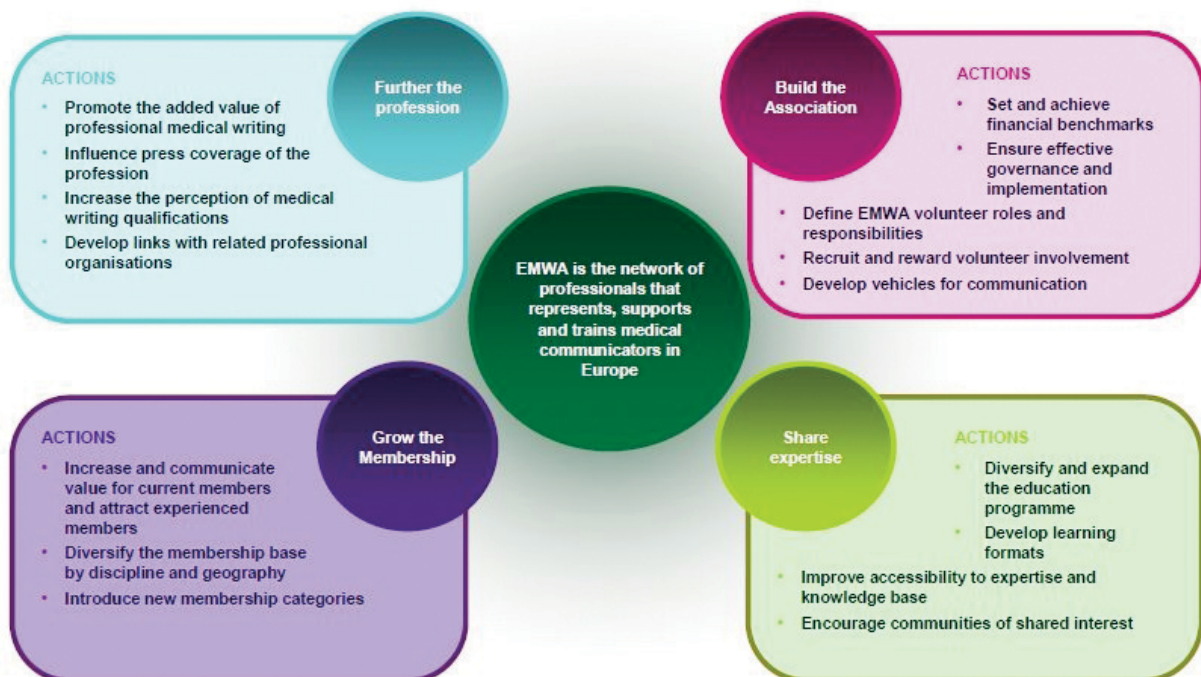 ACTIONS
• Promote the added value of
professional medical writing
• Influence press coverage of the
profession
• Increase the perception of medical
writing qualifications
• Develop links with related professional
organisations
Further the
profession
Build the
Association
ACTIONS
• Set and achieve
financial benchmarks
• Ensure effective
governance and
implementation
• Define EMWA volunteer roles and
responsibilities
• Recruit and reward volunteer involvement
• Develop vehicles for communication
EMWA is the network of
professionals that
represents, supports
and trains medical
communicators in
Europe
ACTIONS
• Increase and communicate
value for current members
and attract experienced
members
• Diversify the membership base
by discipline and geography
• Introduce new membership categories
Grow the
Membership
Share
expertise
ACTIONS
• Diversify and expand
the education
programme
• Develop learning
formats
• Improve accessibility to expertise and
knowledge base
• Encourage communities of shared interest